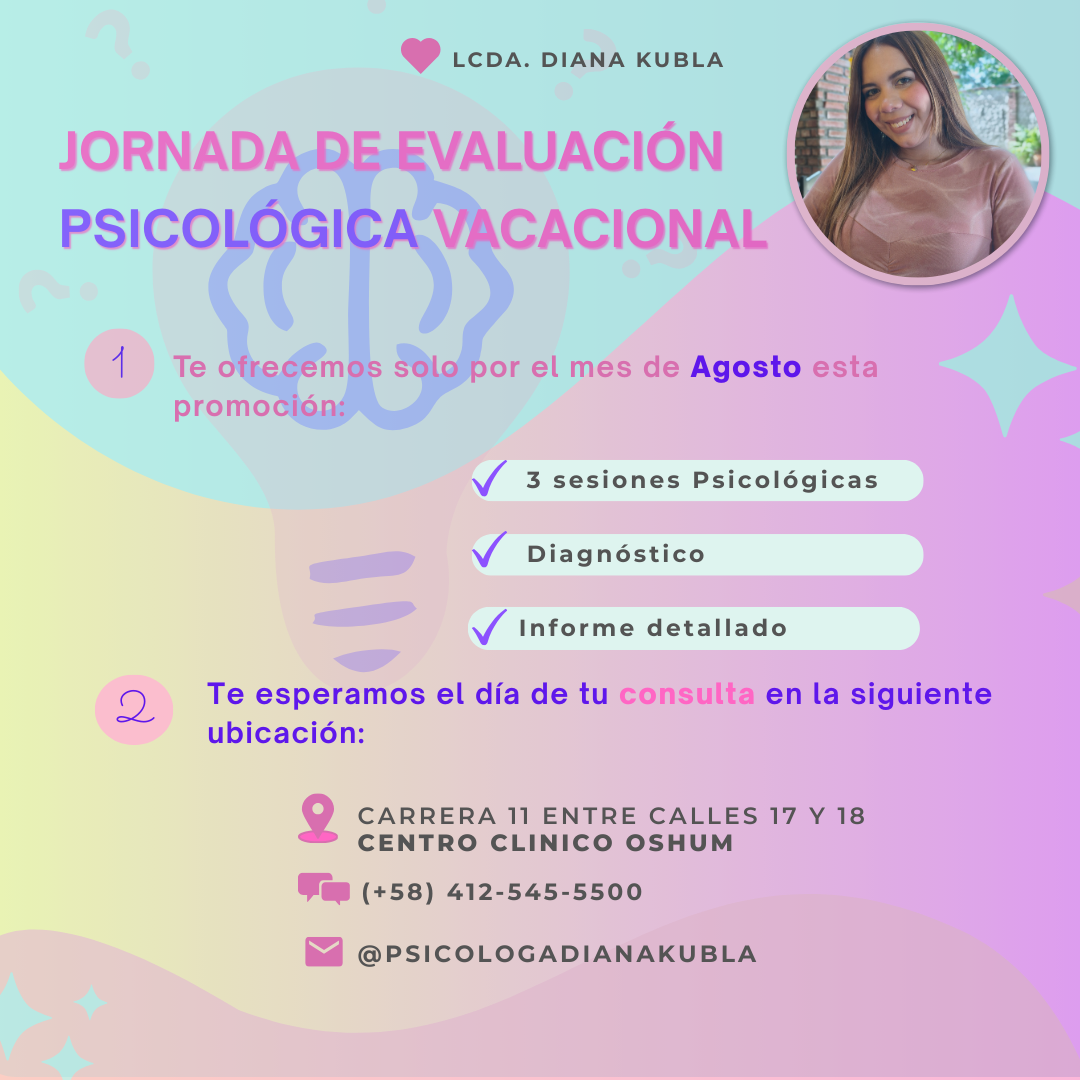 LCDA. DIANA KUBLA
JORNADA DE EVALUACIÓN
PSICOLÓGICA VACACIONAL
1
Te ofrecemos solo por el mes de Agosto esta
promoción:
3 sesiones Psicológicas
Diagnóstico
Informe detallado
2
Te esperamos el día de tu consulta en la siguiente
ubicación:
CARRERA 11 ENTRE CALLES 17 Y 18
CENTRO CLINICO OSHUM
(+58) 412-545-5500
@PSICOLOGADIANAKUBLA